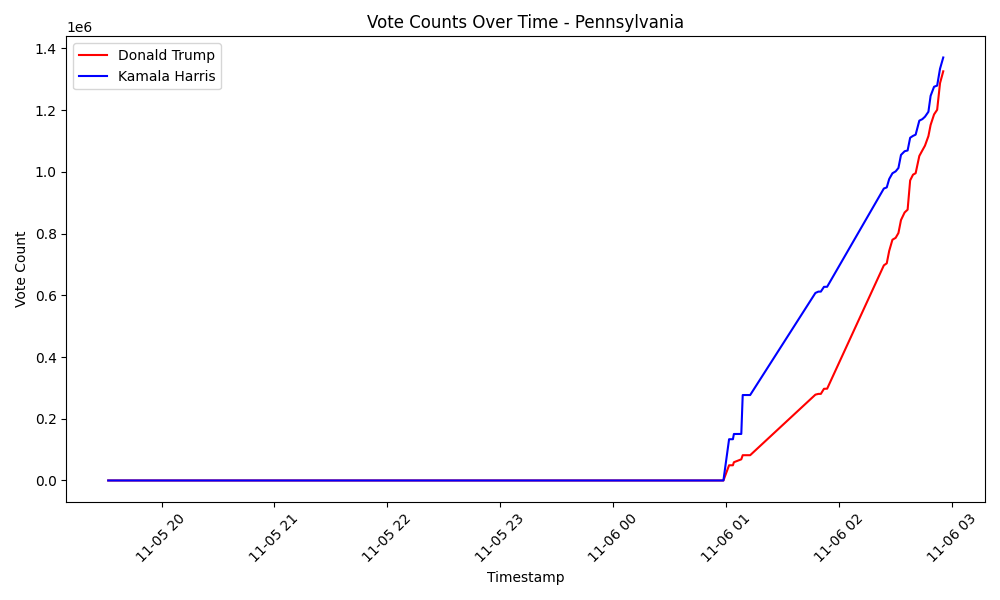 Vote Counts Over Time - Pennsylvania
1e6
Donald Trump
Kamala Harris
1.4
1.2
1.0
0.8
0.6
0.4
0.2
0.0
Vote Count
11-05 20
11-05 21
11-05 22
11-05 23
11-06 00
11-06 01
11-06 02
11-06 03
Timestamp